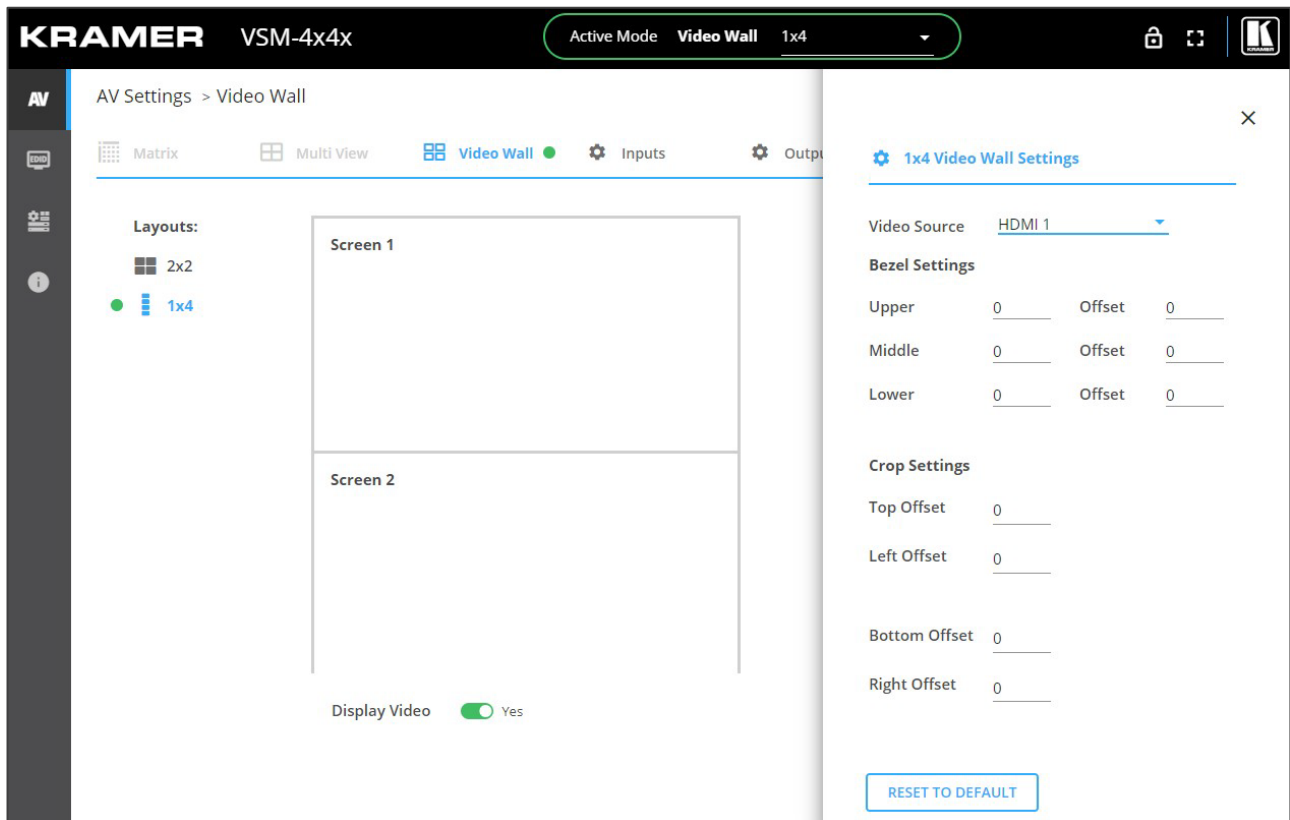 KRAMER VSM-4x4x Active Mode Video Wall 1x4
KRAMER
AV
AV Settings > Video Wall
Matrix Multi View Video Wall Inputs Outpu
EDID
Layouts:
2x2
1x4
Screen 1
Screen 2
Display Video Yes
1x4 Video Wall Settings
Video Source HDMI 1
Bezel Settings
Upper 0 Offset 0
Middle 0 Offset 0
Lower 0 Offset 0
Crop Settings
Top Offset 0
Left Offset 0
Bottom Offset 0
Right Offset 0
RESET TO DEFAULT